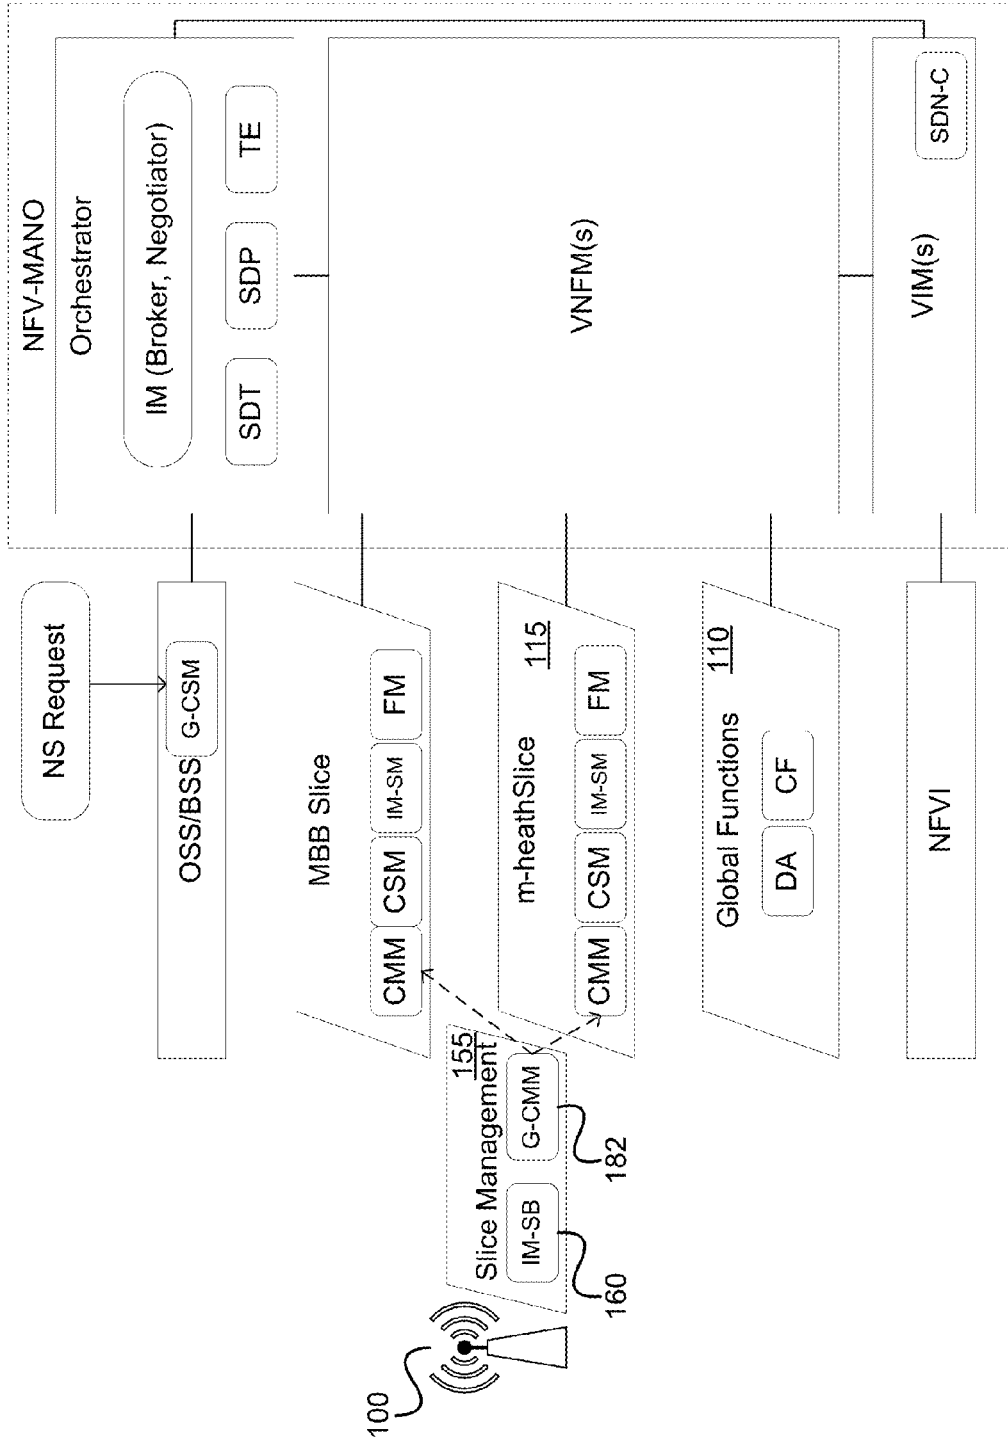 NFV-MANO
Orchestrator
IM (Broker, Negotiator)
SDT
SDP
TE
VNFM(s)
VIM(s)
SDN-C
NS Request
OSS/BSS
G-CSM
MBB Slice
CMM
CSM
IM-SM
FM
m-heathSlice
115
CMM
CSM
IM-SM
FM
Global Functions
110
DA
CF
NFVI
Slice Management
155
IM-SB
G-CMM
160
182
100